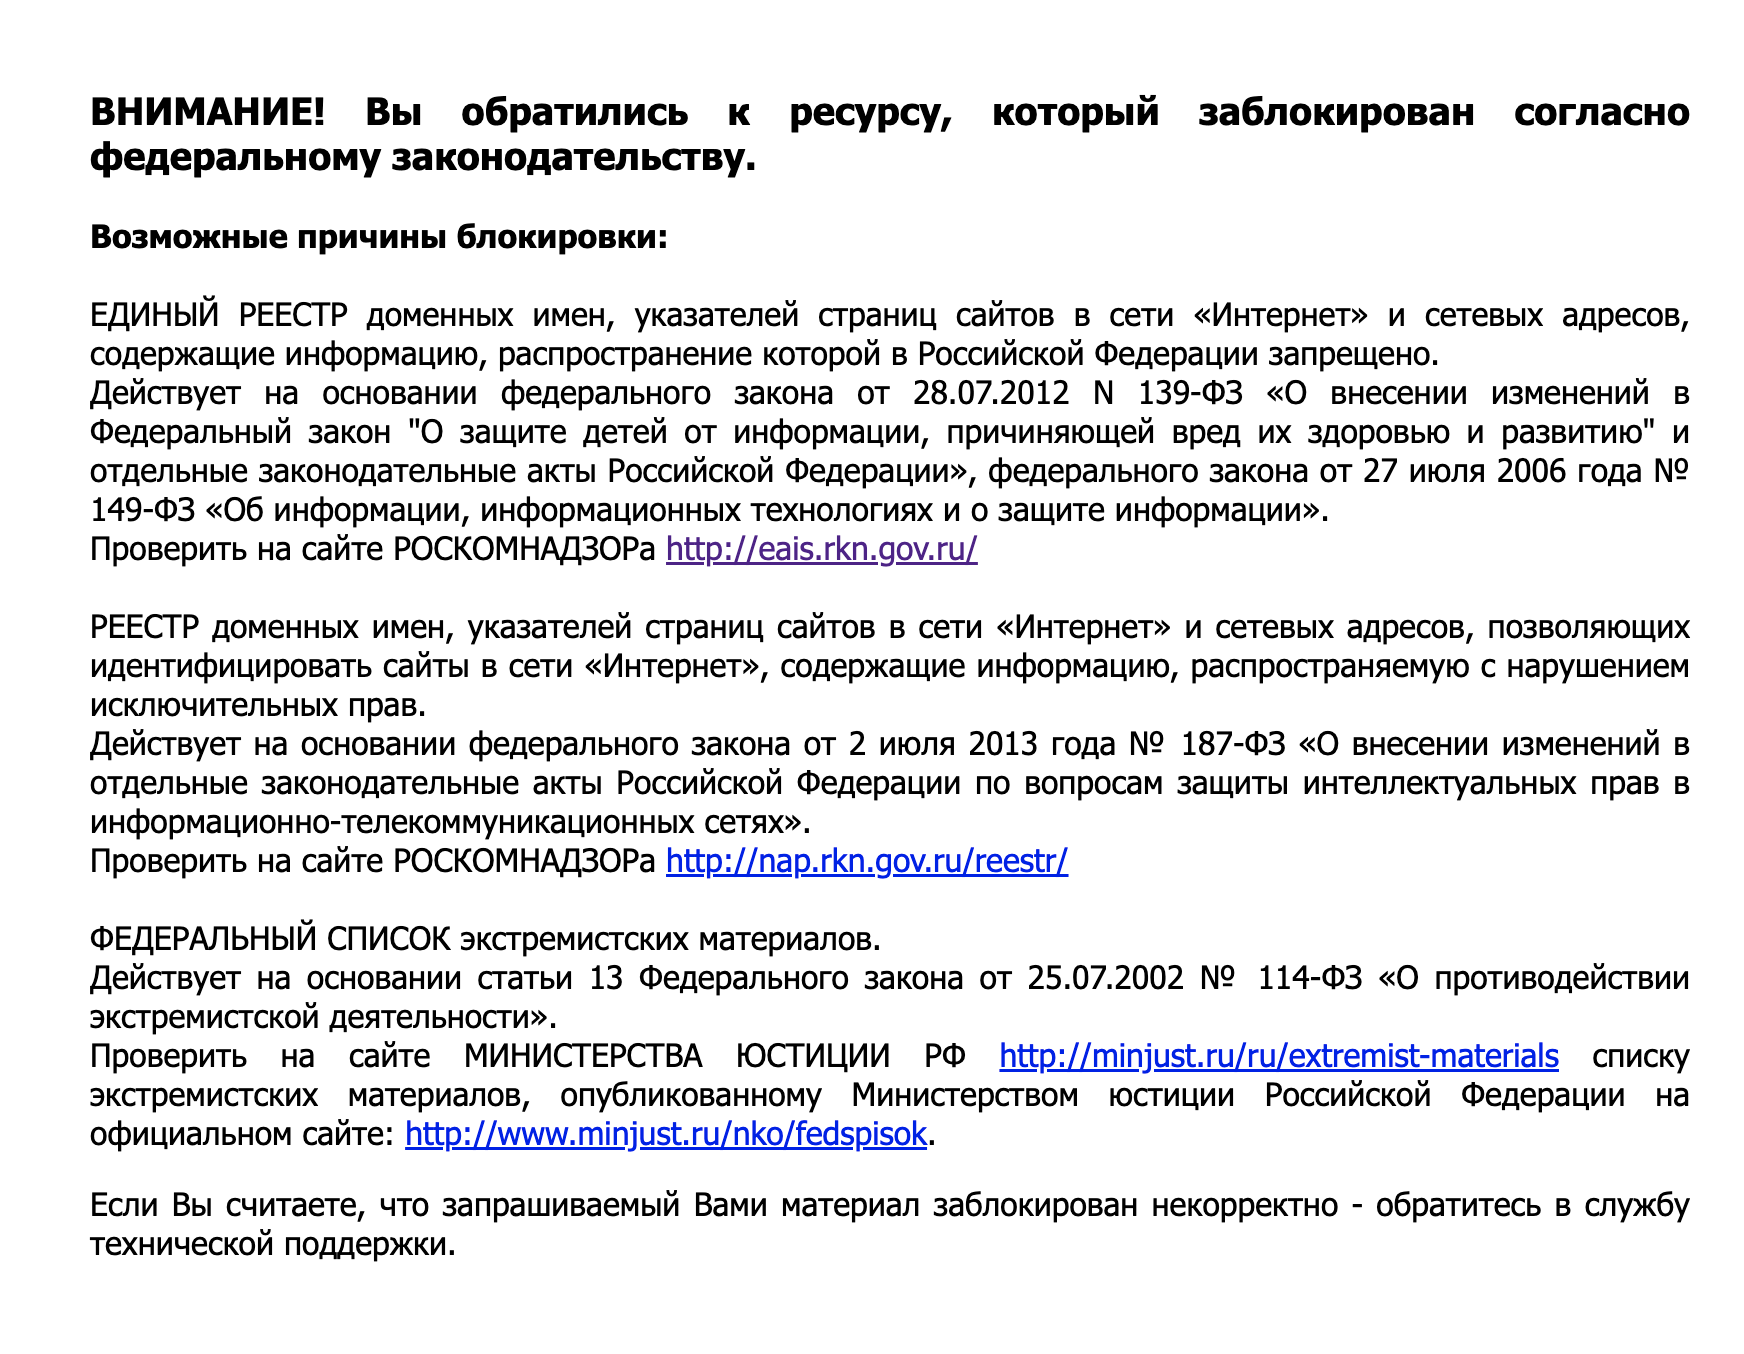 ВНИМАНИЕ! Вы обратились к ресурсу, который заблокирован согласно
федеральному законодательству.
Возможные причины блокировки:
ЕДИНЫЙ РЕЕСТР доменных имен, указателей страниц сайтов в сети «Интернет» и сетевых адресов,
содержащие информацию, распространение которой в Российской Федерации запрещено.
Действует на основании федерального закона от 28.07.2012 N 139-ФЗ «О внесении изменений в
Федеральный закон "О защите детей от информации, причиняющей вред их здоровью и развитию" и
отдельные законодательные акты Российской Федерации», федерального закона от 27 июля 2006 года №
149-ФЗ «Об информации, информационных технологиях и о защите информации».
Проверить на сайте РОСКОМНАДЗОРа http://eais.rkn.gov.ru/
РЕЕСТР доменных имен, указателей страниц сайтов в сети «Интернет» и сетевых адресов, позволяющих
идентифицировать сайты в сети «Интернет», содержащие информацию, распространяемую с нарушением
исключительных прав.
Действует на основании федерального закона от 2 июля 2013 года № 187-ФЗ «О внесении изменений в
отдельные законодательные акты Российской Федерации по вопросам защиты интеллектуальных прав в
информационно-телекоммуникационных сетях».
Проверить на сайте РОСКОМНАДЗОРа http://nap.rkn.gov.ru/reestr/
ФЕДЕРАЛЬНЫЙ СПИСОК экстремистских материалов.
Действует на основании статьи 13 Федерального закона от 25.07.2002 № 114-ФЗ «О противодействии
экстремистской деятельности».
Проверить на сайте МИНИСТЕРСТВА ЮСТИЦИИ РФ http://minjust.ru/ru/extremist-materials списку
экстремистских материалов, опубликованному Министерством юстиции Российской Федерации на
официальном сайте: http://www.minjust.ru/nko/fedspisok.
Если Вы считаете, что запрашиваемый Вами материал заблокирован некорректно - обратитесь в службу
технической поддержки.